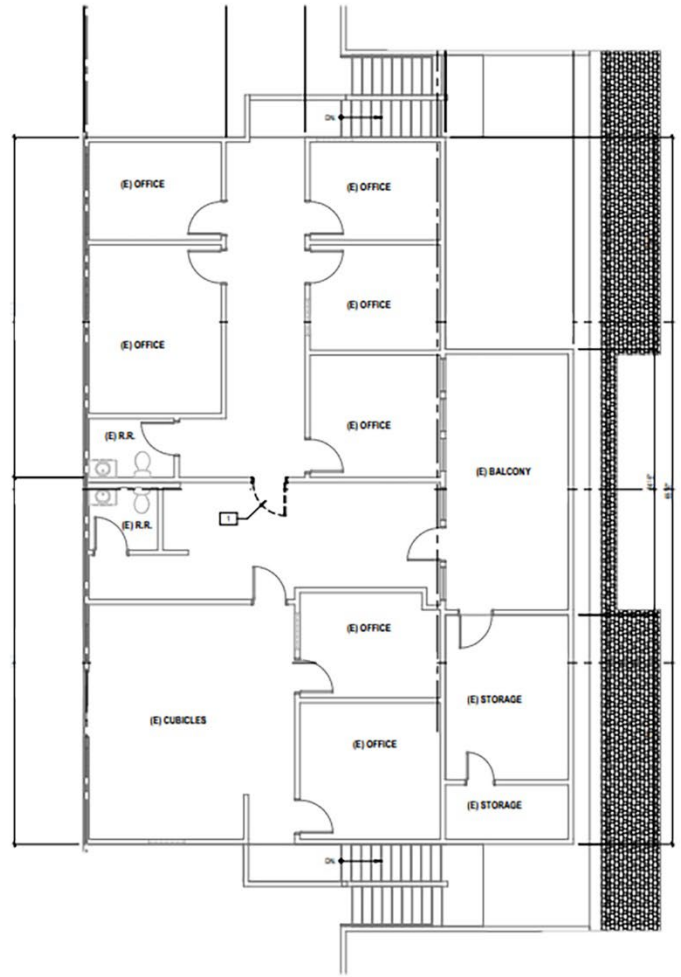 DN.
(E) OFFICE
(E) OFFICE
(E) OFFICE
(E) OFFICE
(E) OFFICE
(E) R.R.
(E) BALCONY
1
(E) R.R.
(E) OFFICE
(E) STORAGE
(E) CUBICLES
(E) OFFICE
(E) STORAGE
DN.